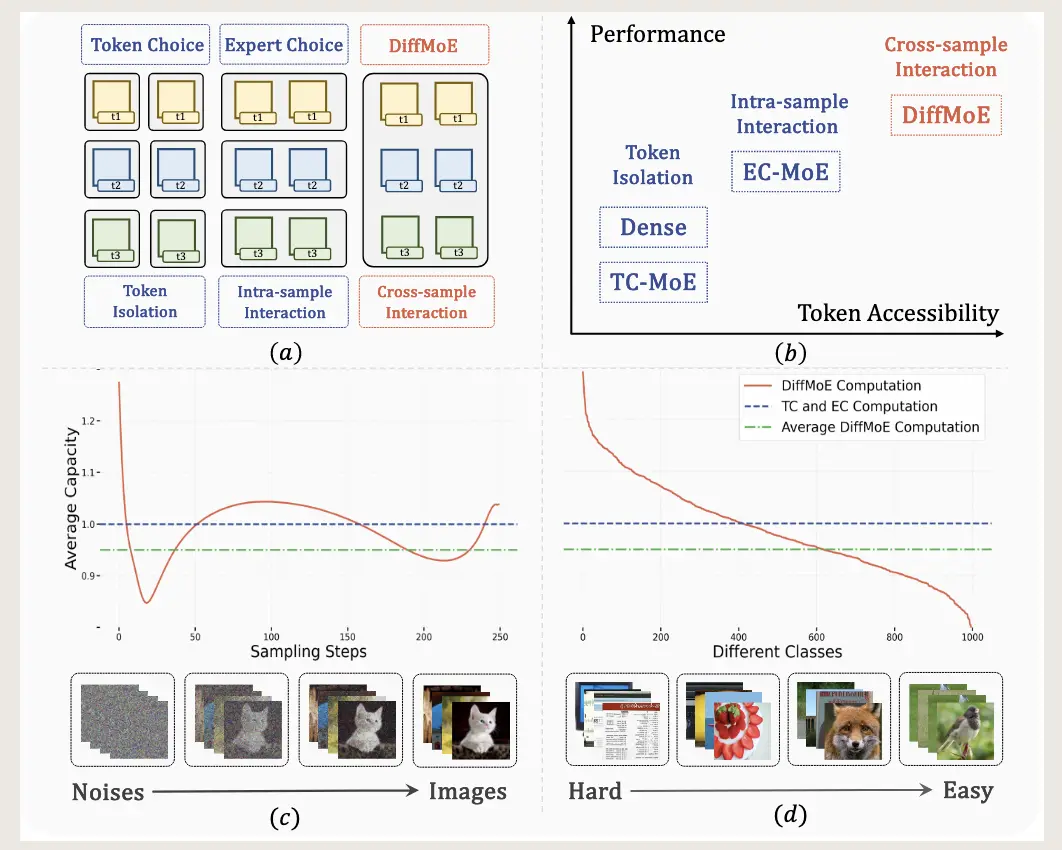 Token Choice
Expert Choice
DiffMoE
t1
t1
t1
t1
t1
t1
t2
t2
t2
t2
t2
t2
t3
t3
t3
t3
t3
t3
Token
Isolation
Intra-sample
Interaction
Cross-sample
Interaction
(a)
Performance
Cross-sample
Interaction
DiffMoE
Intra-sample
Interaction
EC-MoE
Token
Isolation
Dense
TC-MoE
Token Accessibility
(b)
Average Capacity
1.2
1.1
1.0
0.9
0
50
100
150
200
250
Sampling Steps
Noises
Images
(c)
DiffMoE Computation
TC and EC Computation
Average DiffMoE Computation
0
200
400
600
800
1000
Different Classes
Hard
Easy
(d)